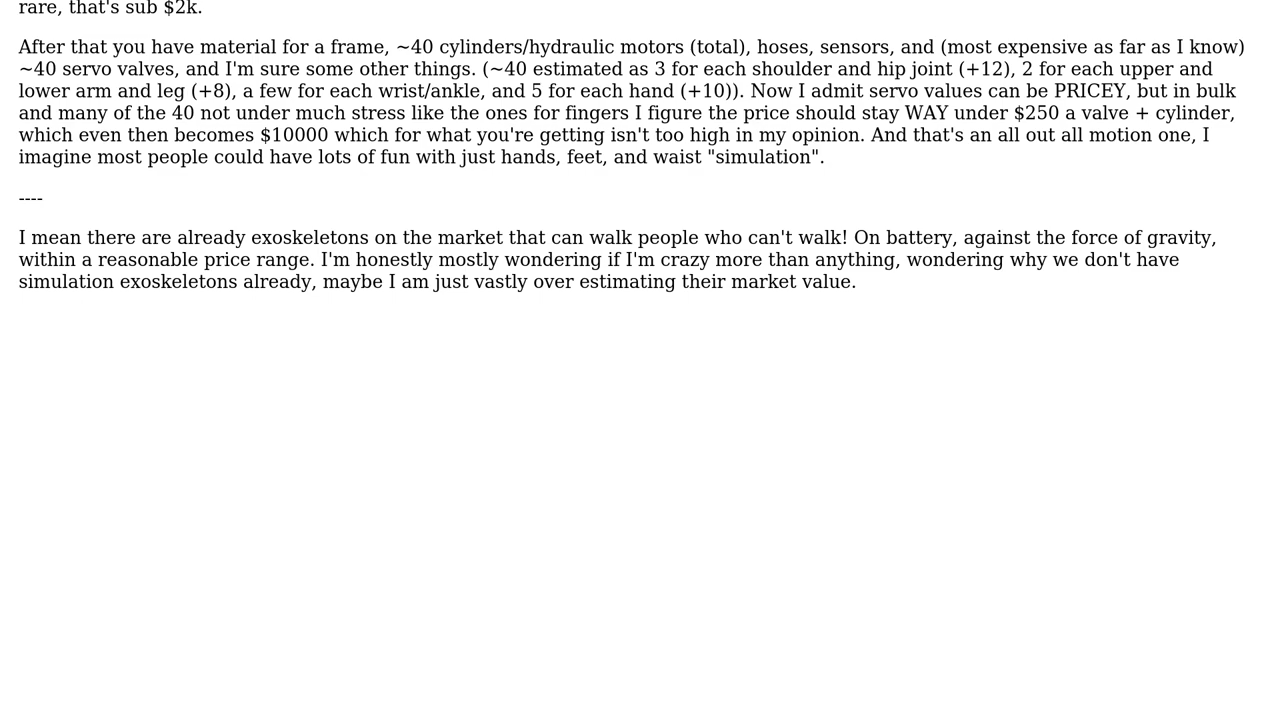 rare, that's sub $2k.
After that you have material for a frame, ~40 cylinders/hydraulic motors (total), hoses, sensors, and (most expensive as far as I know)
~40 servo valves, and I'm sure some other things. (~40 estimated as 3 for each shoulder and hip joint (+12), 2 for each upper and
lower arm and leg (+8), a few for each wrist/ankle, and 5 for each hand (+10)). Now I admit servo values can be PRICEY, but in bulk
and many of the 40 not under much stress like the ones for fingers I figure the price should stay WAY under $250 a valve + cylinder,
which even then becomes $10000 which for what you're getting isn't too high in my opinion. And that's an all out all motion one, I
imagine most people could have lots of fun with just hands, feet, and waist "simulation".
----
I mean there are already exoskeletons on the market that can walk people who can't walk! On battery, against the force of gravity,
within a reasonable price range. I'm honestly mostly wondering if I'm crazy more than anything, wondering why we don't have
simulation exoskeletons already, maybe I am just vastly over estimating their market value.